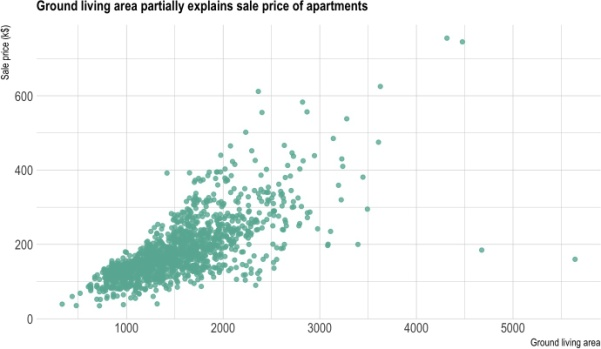 Ground living area partially explains sale price of apartments
Sale price (k$)
600
400
200
0
1000 2000 3000 4000 5000
Ground living area